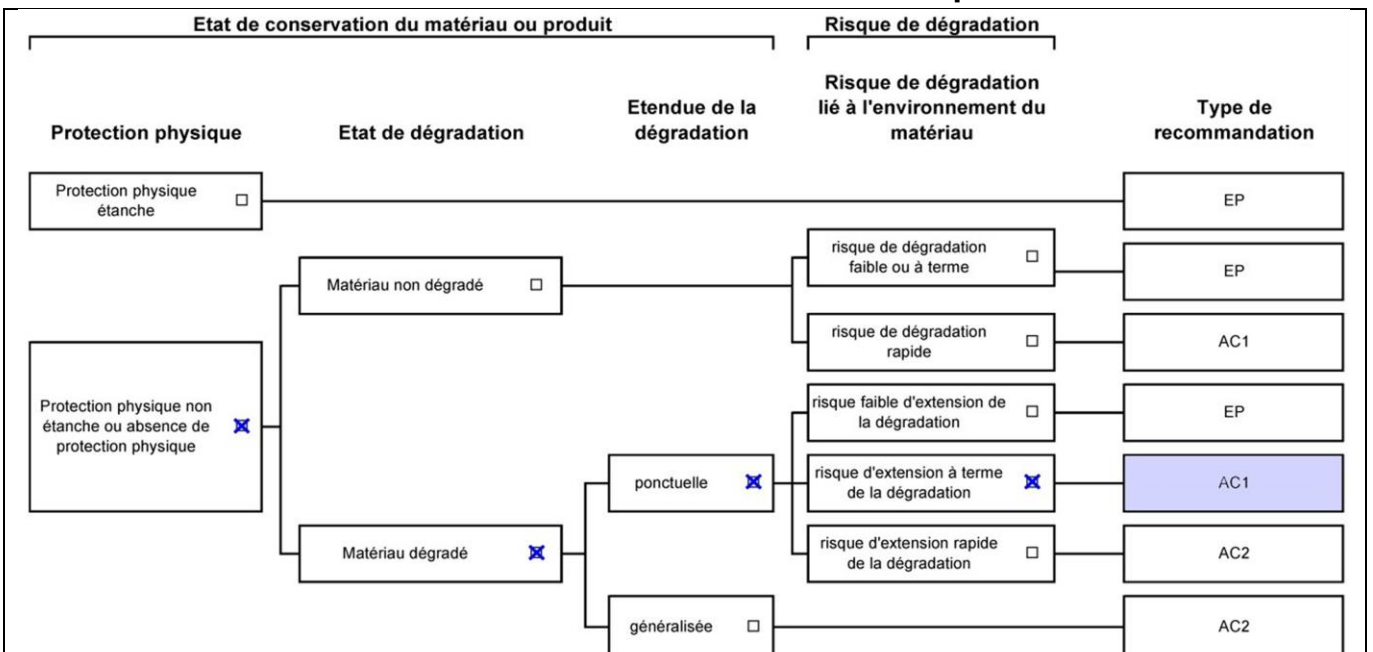 Etat de conservation du matériau ou produit
Risque de dégradation
Protection physique
Etat de dégradation
Etendue de la
dégradation
Risque de dégradation
lié à l'environnement du
matériau
Type de
recommandation
Protection physique
étanche
EP
Matériau non dégradé
risque de dégradation
faible ou à terme
EP
risque de dégradation
rapide
AC1
Protection physique non
étanche ou absence de
protection physique
risque faible d'extension de
la dégradation
EP
ponctuelle
risque d'extension à terme
de la dégradation
AC1
Matériau dégradé
risque d'extension rapide
de la dégradation
AC2
généralisée
AC2